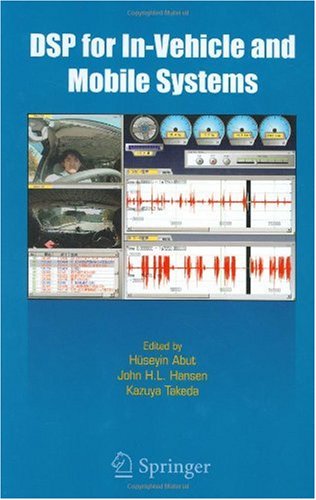 DSP for In-Vehicle and
Mobile Systems
Edited by
Hüseyin Abut
John H.L. Hansen
Kazuya Takeda
Springer